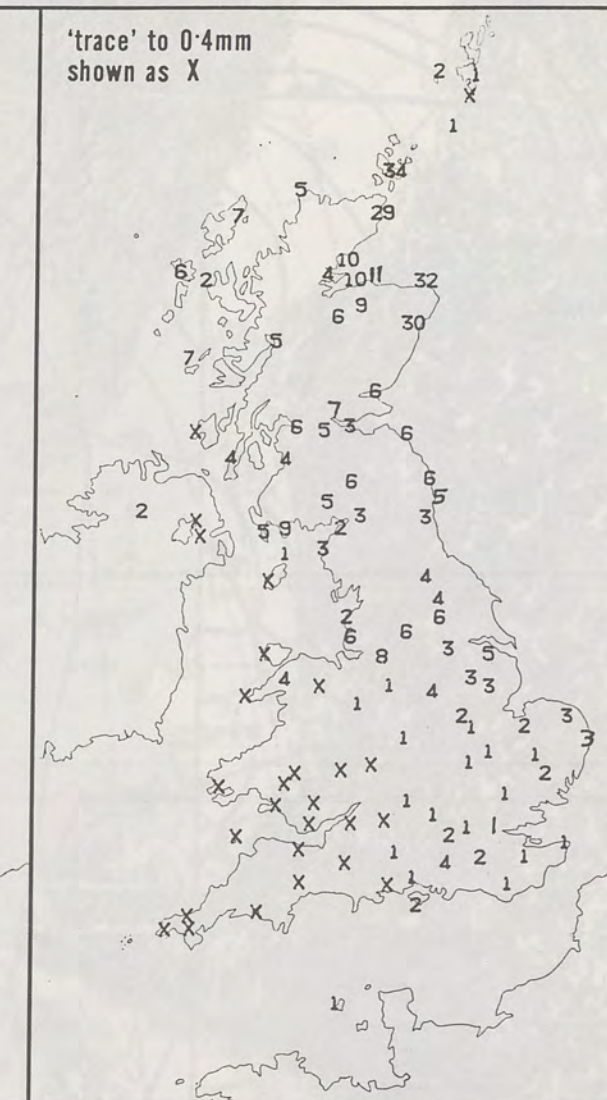 'trace' to 0·4mm
shown as X
2 1
X
1
34
5
7 29
10
6 2 4 10 11 32
9
6 30
5
7
6
7
X 6 5 3 6
4 4
6 6
5 5
2 3 3
X
X 5 9 2
1 3
X 4
4
2 6
6 6
X 8 3 5
4 X 1 3 3
X 1 4
2 1 2 3
1 3
X X X 1 1 1
X X 2
X X 1 1
X X X 1 1 1
X 2 1
X 1 2 1
X 4
X X 1 1
X X 2
X X
1